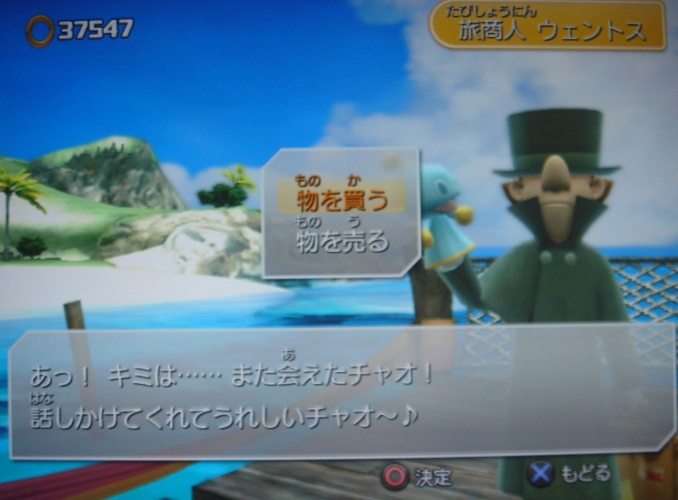 37547
たびしょうにん
旅商人 ウェントス
もの か
物を買う
もの う
物を売る
あ
あっ！ キミは…… また会えたチャオ！
はな
話しかけてくれてうれしいチャオ～♪
決定
もどる